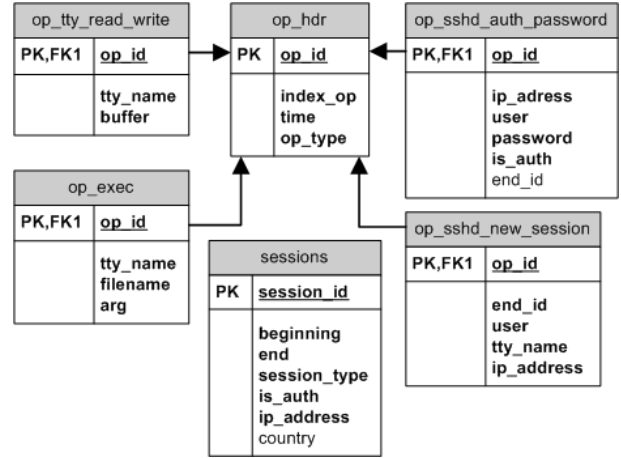 op_tty_read_write
PK,FK1 op_id
tty_name
buffer
op_hdr
PK op_id
index_op
time
op_type
op_sshd_auth_password
PK,FK1 op_id
ip_adress
user
password
is_auth
end_id
op_exec
PK,FK1 op_id
tty_name
filename
arg
sessions
PK session_id
beginning
end
session_type
is_auth
ip_address
country
op_sshd_new_session
PK,FK1 op_id
end_id
user
tty_name
ip_address